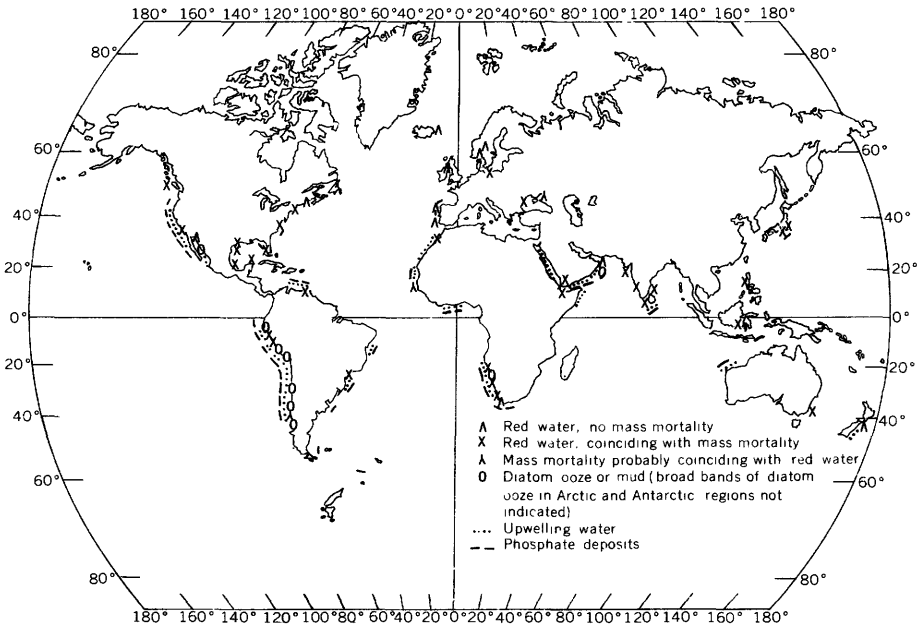 180° 160° 140° 120° 100° 80° 60° 40° 20° 0° 20° 40° 60° 80° 100° 120° 140° 160° 180°
80° 80°
60° 60°
40° 40°
20° 20°
0° 0°
20° 20°
40° 40°
60° 60°
80° 80°
Λ Red water, no mass mortality
X Red water, coinciding with mass mortality
⅄ Mass mortality probably coinciding with red water
O Diatom ooze or mud (broad bands of diatom
ooze in Arctic and Antarctic regions not
indicated)
.... Upwelling water
— — Phosphate deposits
180° 160° 140° 120° 100° 80° 60° 40° 20° 0° 20° 40° 60° 80° 100° 120° 140° 160° 180°